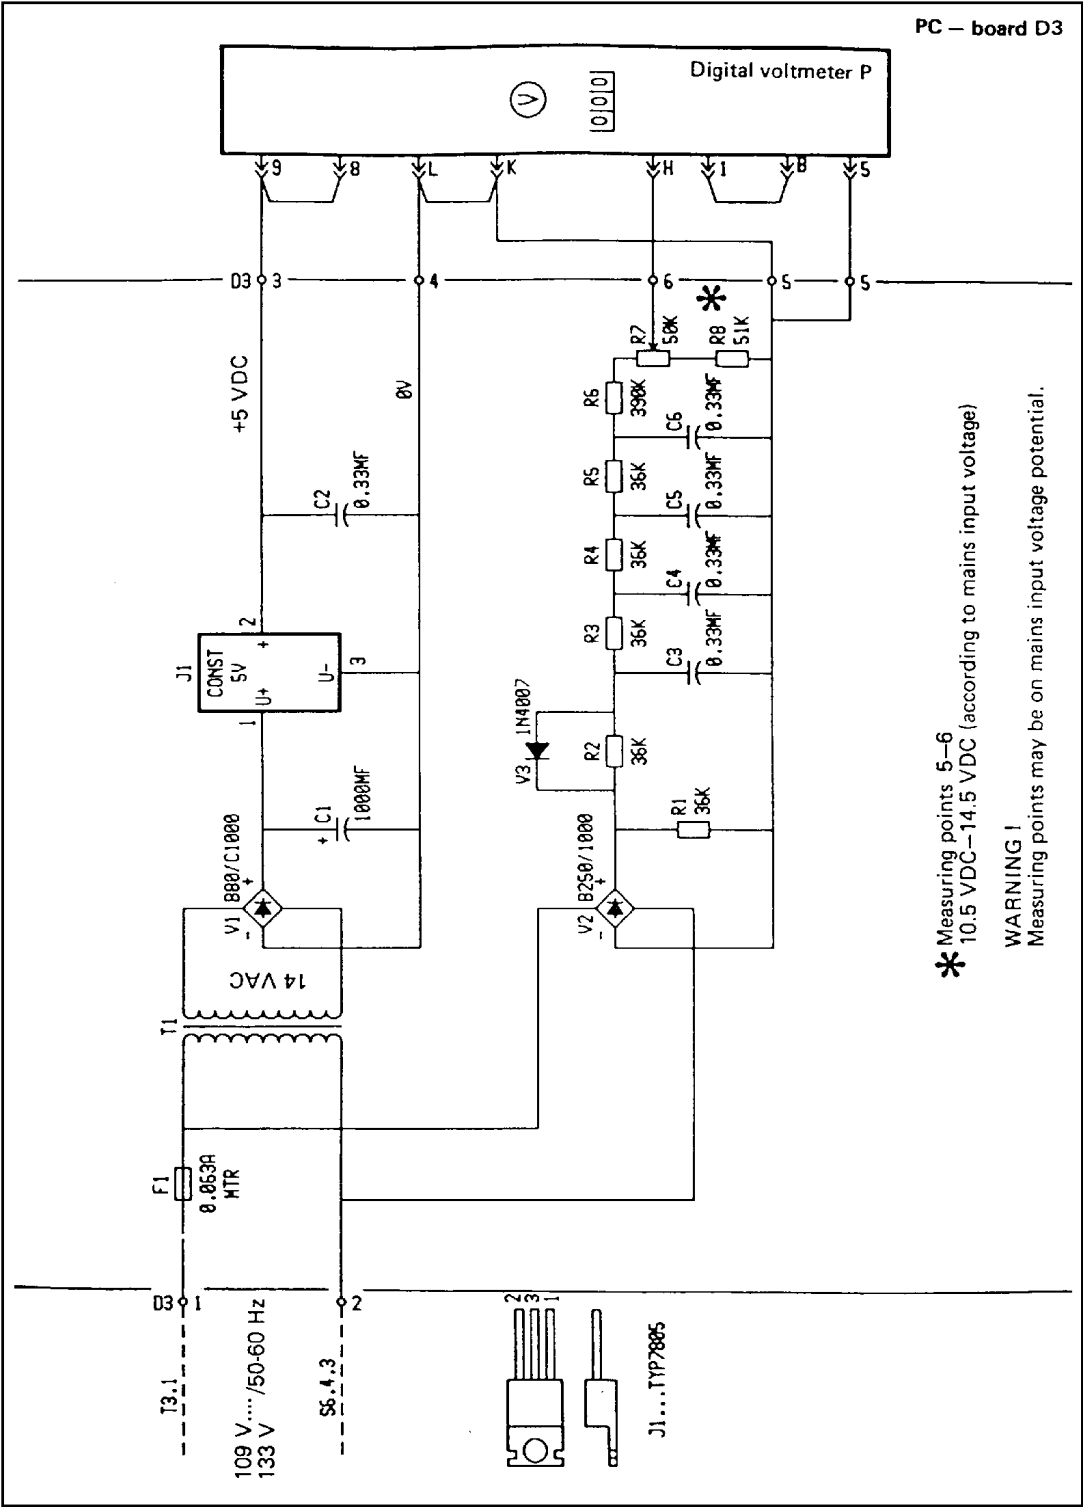 PC — board D3
Digital voltmeter P
V
000
9
8
L
K
H
1
B
5
D3
3
4
6
5
5
+5 VDC
0V
R7
50K
R8
51K
R6
390K
C6
0.33MF
R5
36K
C5
0.33MF
R4
36K
C4
0.33MF
R3
36K
C3
0.33MF
C2
0.33MF
J1
CONST
5V
U+
U-
+
1
2
3
V3
1N4007
R2
36K
R1
36K
+
C1
1000MF
V1
B80/C1000
+
-
V2
B250/1000
+
-
14 VAC
T1
F1
0.063A
MTR
D3
1
2
T3.1
109 V..... /50-60 Hz
133 V
S6.4.3
2
3
1
J1...TYP7805
* Measuring points 5–6
10.5 VDC–14.5 VDC (according to mains input voltage)
WARNING !
Measuring points may be on mains input voltage potential.